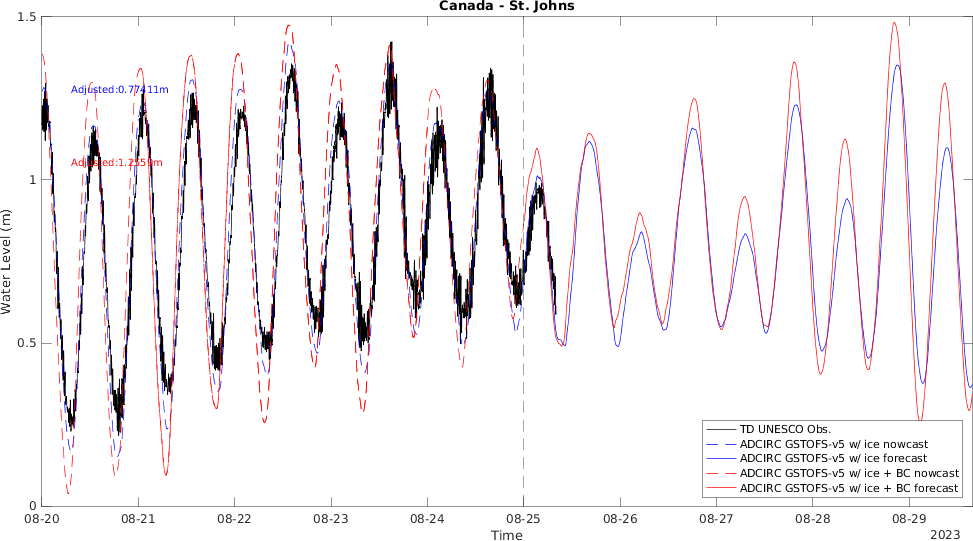 Canada - St. Johns
1.5
1
0.5
0
Water Level (m)
Adjusted:0.77411m
Adjusted:1.2559m
TD UNESCO Obs.
ADCIRC GSTOFS-v5 w/ ice nowcast
ADCIRC GSTOFS-v5 w/ ice forecast
ADCIRC GSTOFS-v5 w/ ice + BC nowcast
ADCIRC GSTOFS-v5 w/ ice + BC forecast
08-20 08-21 08-22 08-23 08-24 08-25 08-26 08-27 08-28 08-29
Time
2023